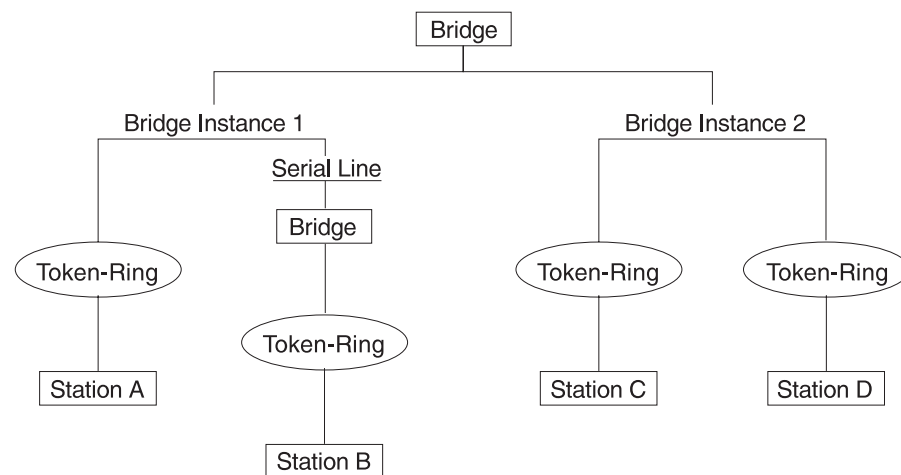 Bridge
Bridge Instance 1
Bridge Instance 2
Serial Line
Bridge
Token-Ring
Token-Ring
Token-Ring
Token-Ring
Station A
Station C
Station D
Station B